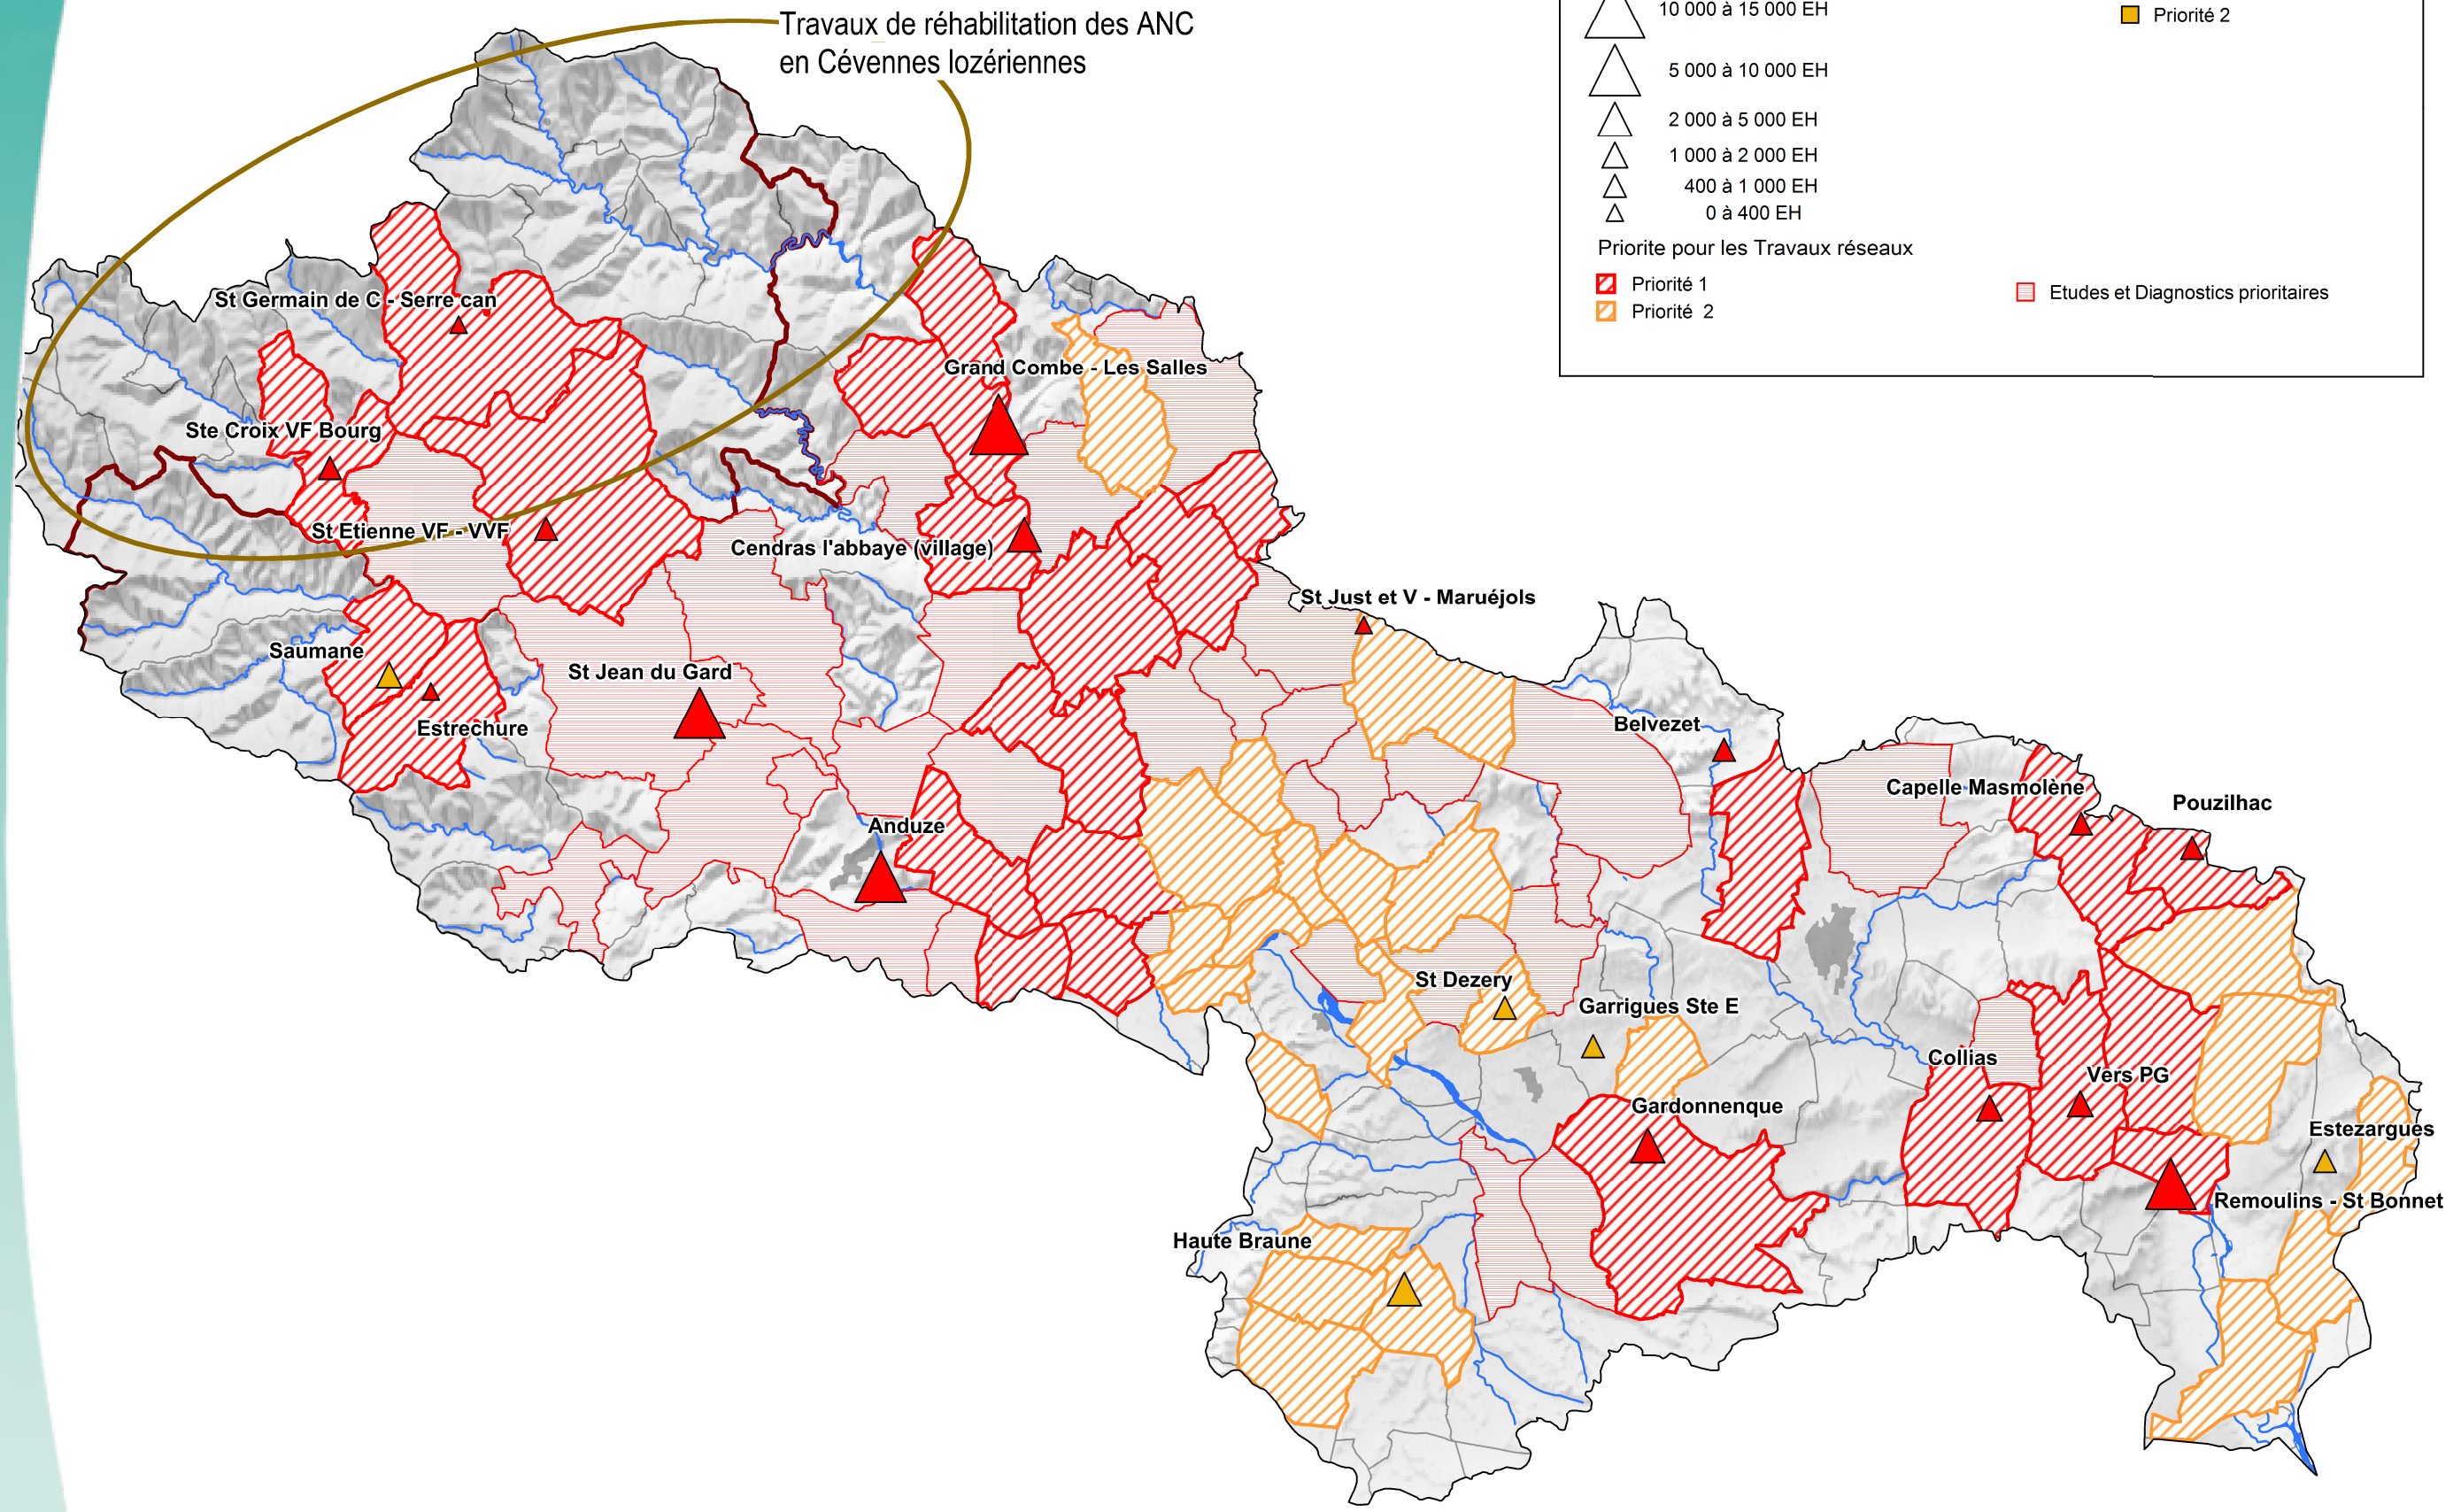 Travaux de réhabilitation des ANC
en Cévennes lozériennes
10 000 à 15 000 EH
Priorité 2
5 000 à 10 000 EH
2 000 à 5 000 EH
1 000 à 2 000 EH
400 à 1 000 EH
0 à 400 EH
Priorite pour les Travaux réseaux
Priorité 1
Etudes et Diagnostics prioritaires
Priorité 2
St Germain de C - Serre can
Grand Combe - Les Salles
Ste Croix VF Bourg
St Etienne VF - VVF
Cendras l'abbaye (village)
St Just et V - Maruéjols
Saumane
St Jean du Gard
Estrechure
Belvezet
Capelle Masmolène
Pouzilhac
Anduze
St Dezery
Garrigues Ste E
Collias
Vers PG
Gardonnenque
Estezargues
Remoulins - St Bonnet
Haute Braune